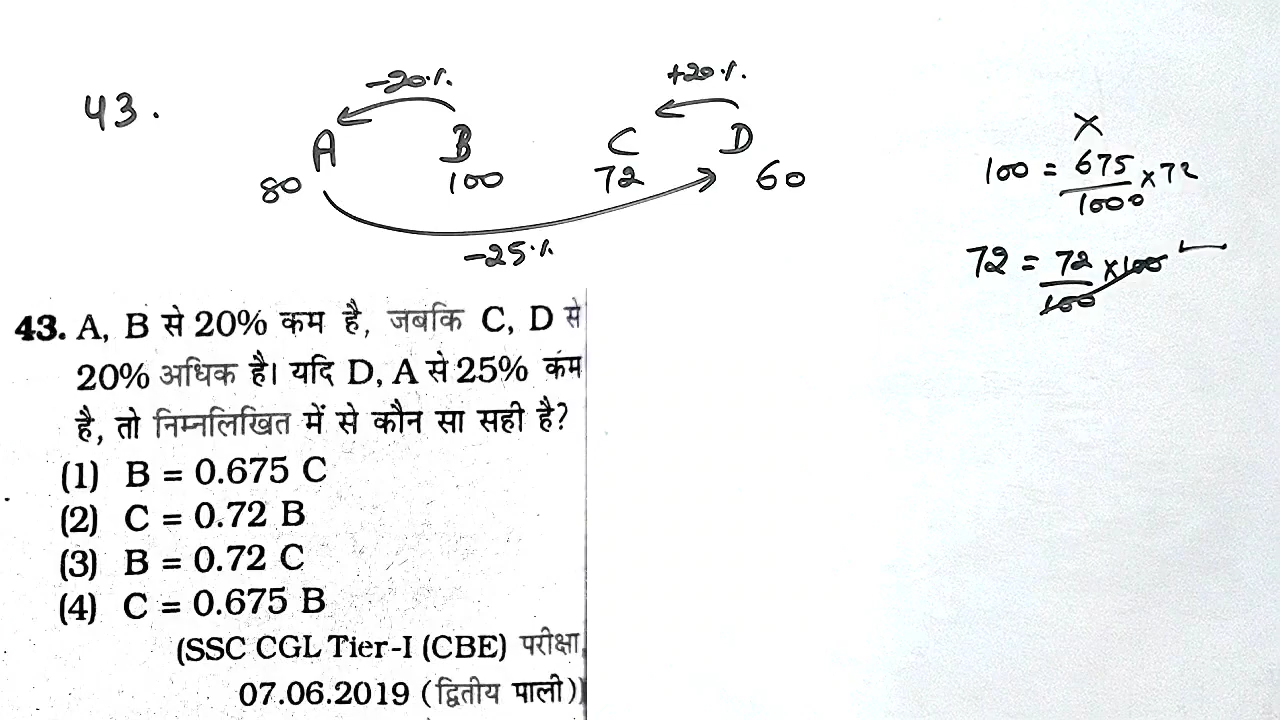 43.
-20%
+20%
A B C D
80 100 72 60
-25%
×
100 = 675/1000 × 72
72 = 72/100 × 100 ✓
43. A, B से 20% कम है, जबकि C, D से
20% अधिक है। यदि D, A से 25% कम
है, तो निम्नलिखित में से कौन सा सही है?
(1) B = 0.675 C
(2) C = 0.72 B
(3) B = 0.72 C
(4) C = 0.675 B
(SSC CGL Tier-I (CBE) परीक्षा,
07.06.2019 (द्वितीय पाली))